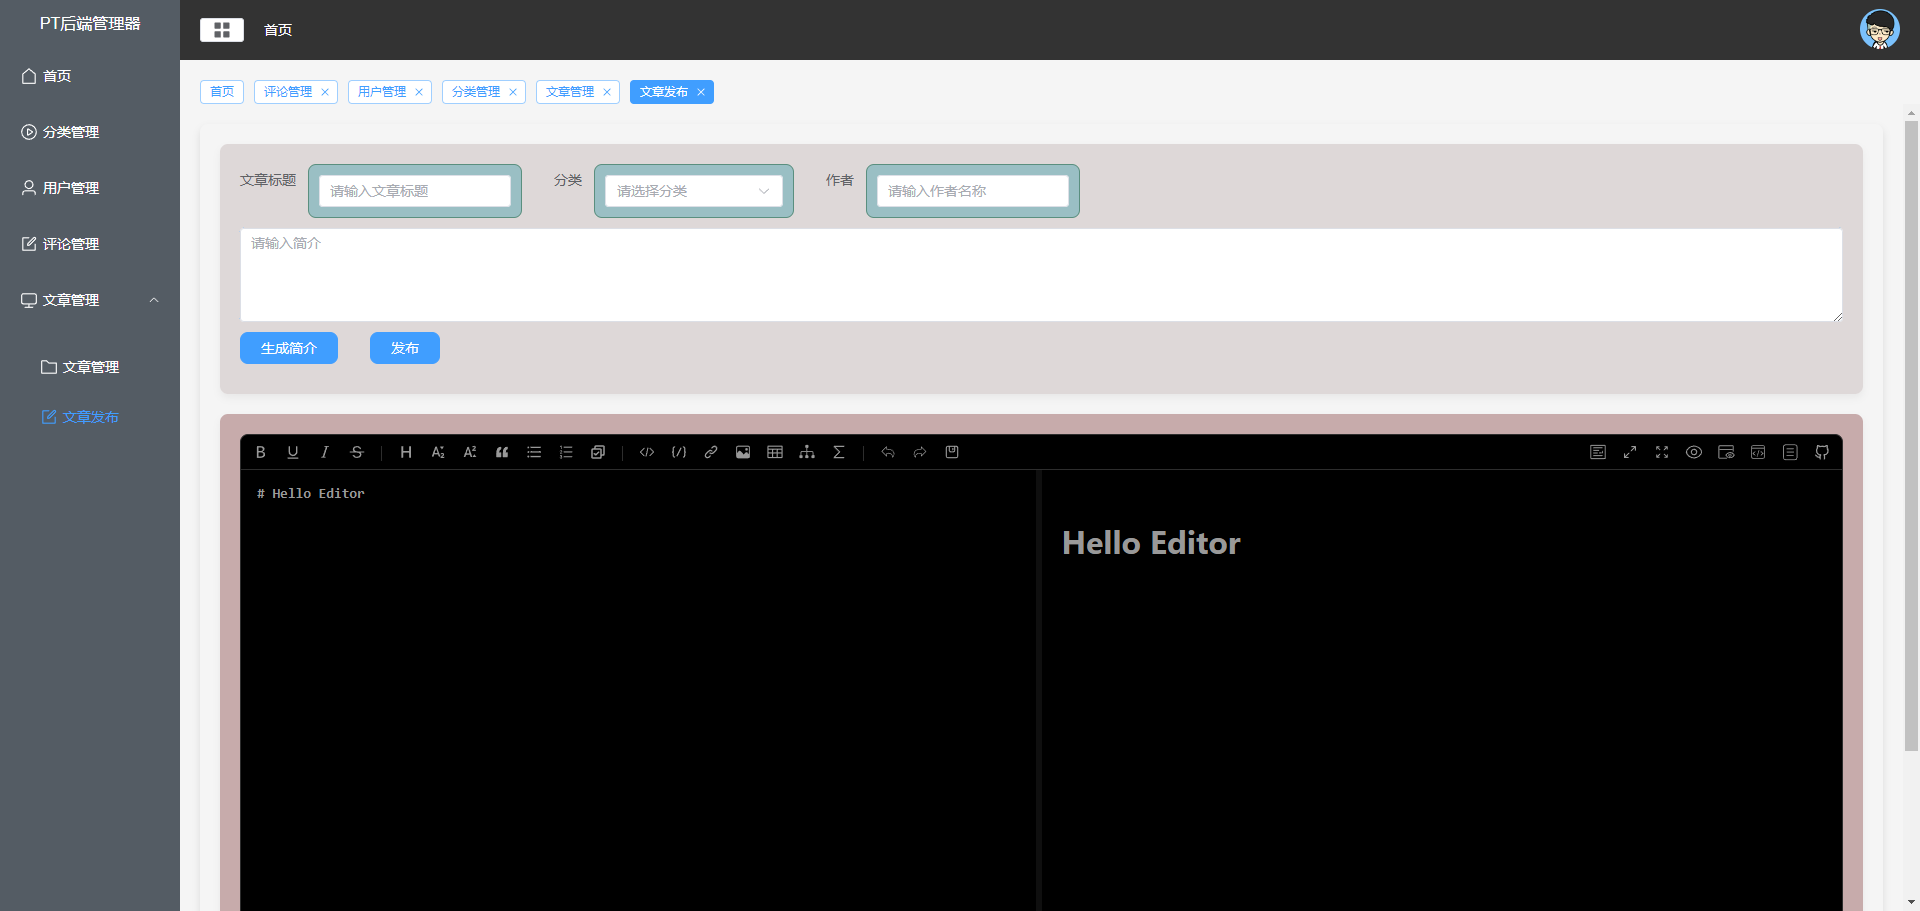 PT后端管理器
首页
分类管理
用户管理
评论管理
文章管理
文章管理
文章发布
首页
首页 评论管理 用户管理 分类管理 文章管理 文章发布
文章标题 请输入文章标题 分类 请选择分类 作者 请输入作者名称
请输入简介
生成简介 发布
# Hello Editor
Hello Editor